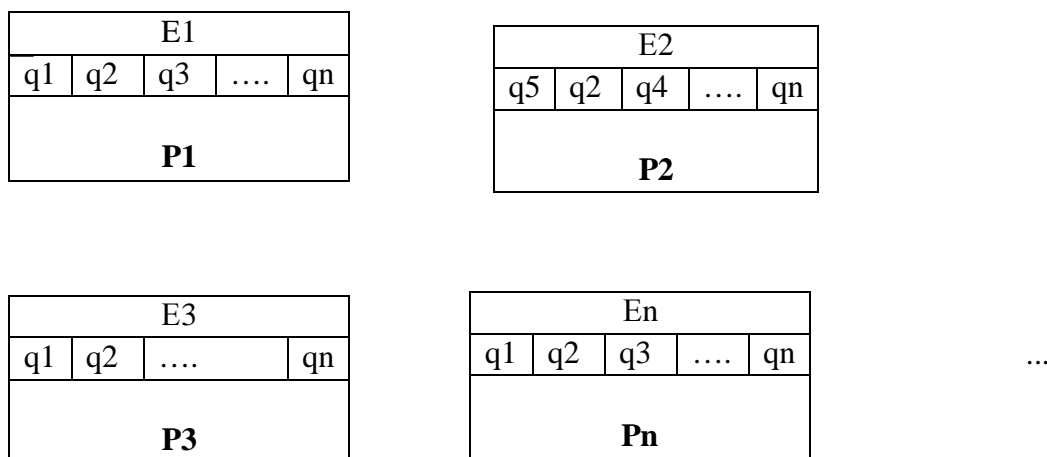 E1
q1 q2 q3 …. qn
P1
E2
q5 q2 q4 …. qn
P2
E3
q1 q2 …. qn
P3
En
q1 q2 q3 …. qn
Pn
...